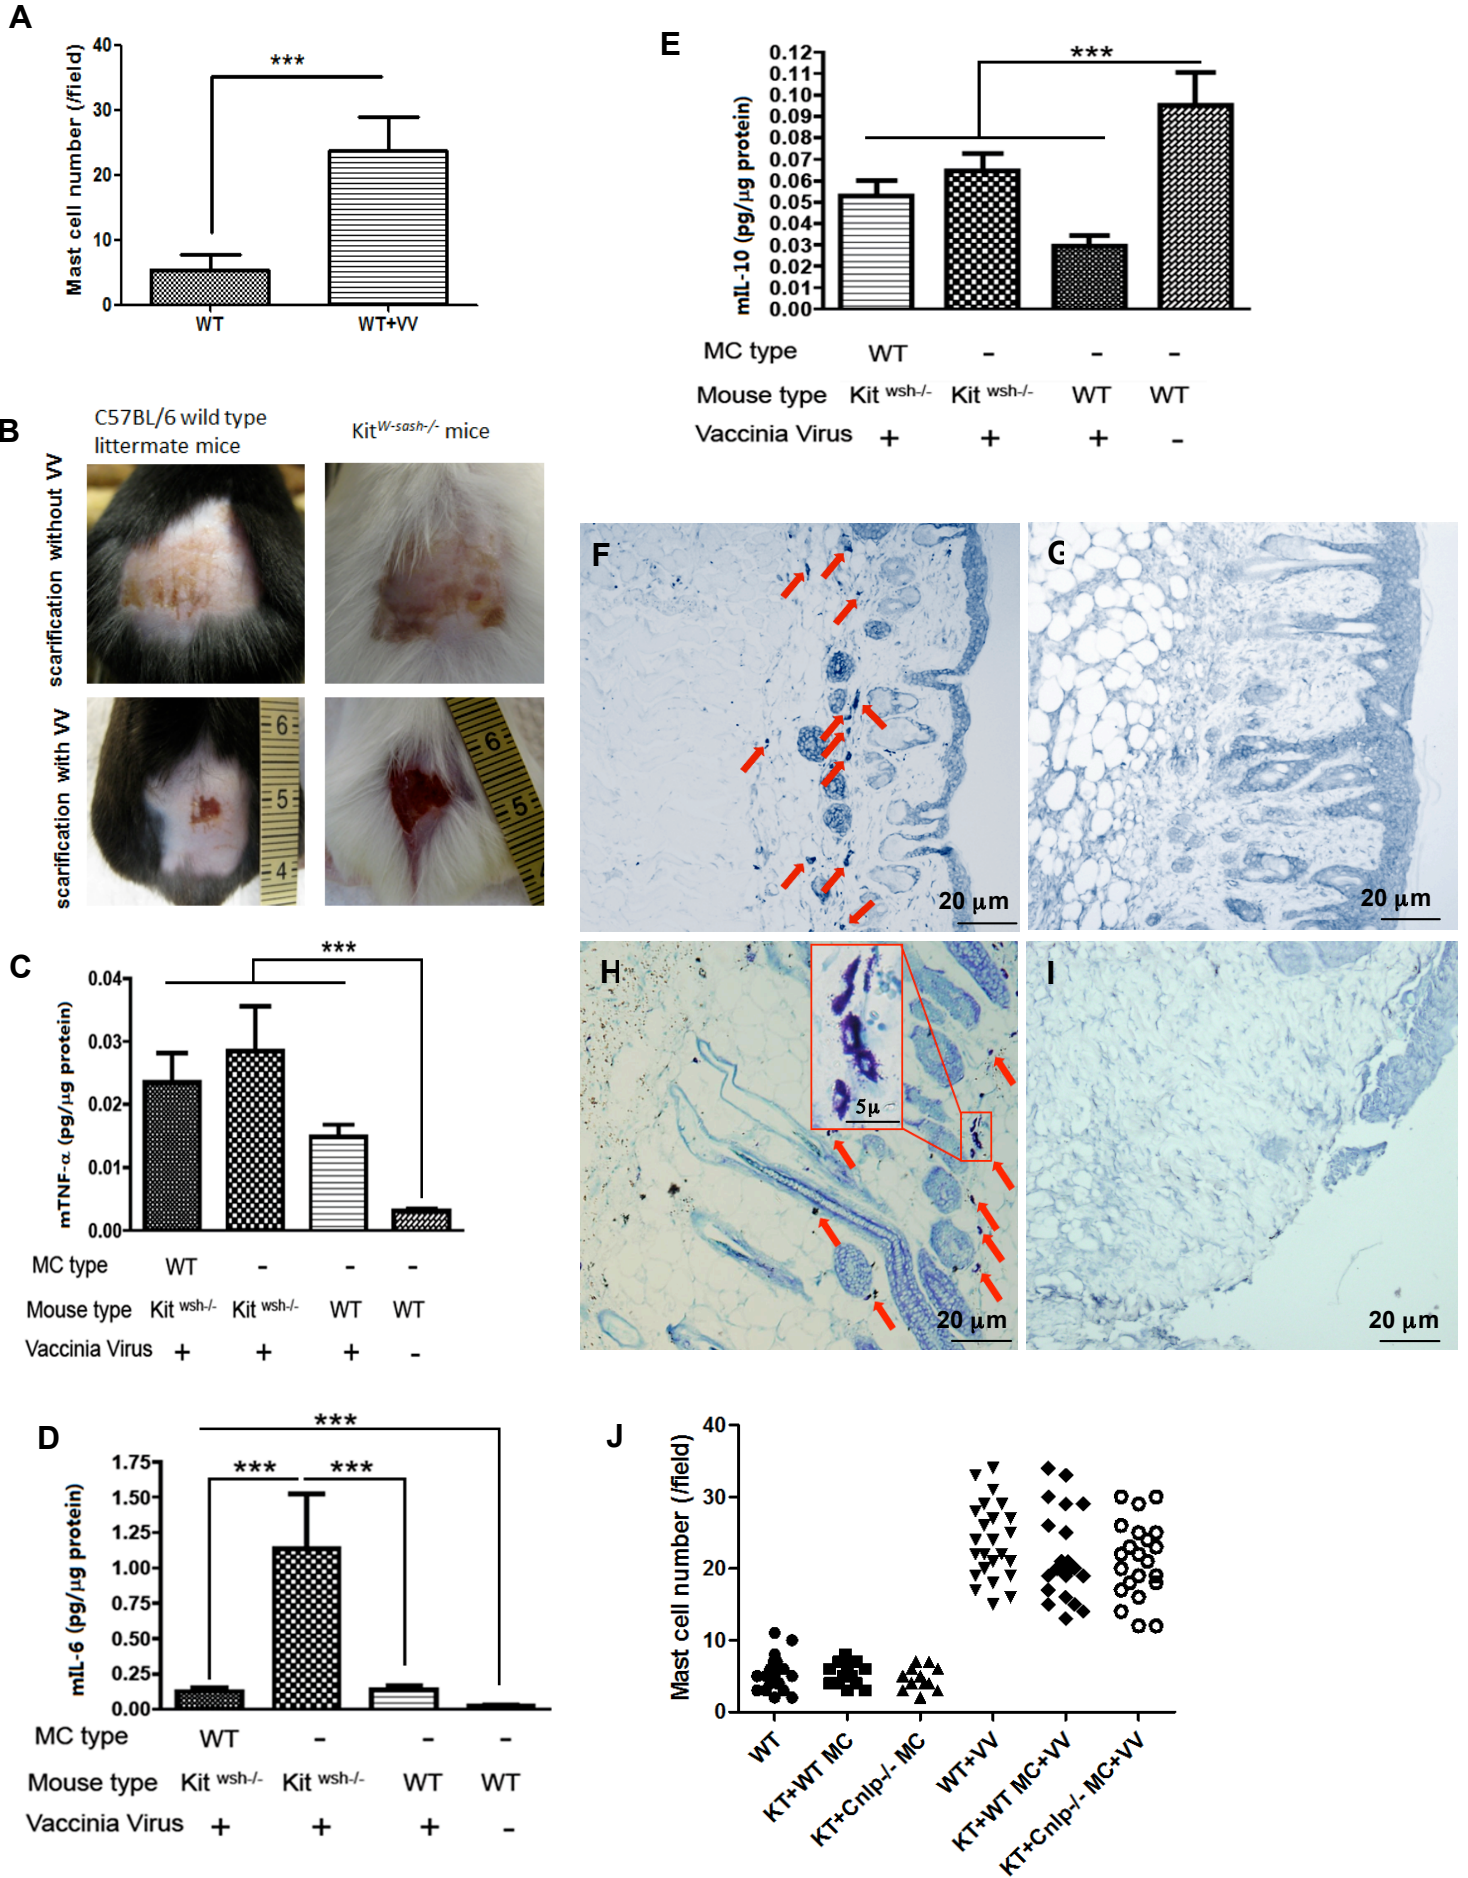 A
Mast cell number (/field)
40
30
20
10
0
***
WT
WT+VV
B
C57BL/6 wild type
littermate mice
Kit W-sash-/- mice
scarification without VV
scarification with VV
6
5
4
6
5
C
mTNF-α (pg/μg protein)
0.04
0.03
0.02
0.01
0.00
***
MC type WT - - -
Mouse type Kit wsh-/- Kit wsh-/- WT WT
Vaccinia Virus + + + -
D
mIL-6 (pg/μg protein)
1.75
1.50
1.25
1.00
0.75
0.50
0.25
0.00
***
*** ***
MC type WT - - -
Mouse type Kit wsh-/- Kit wsh-/- WT WT
Vaccinia Virus + + + -
E
mIL-10 (pg/μg protein)
0.12
0.11
0.10
0.09
0.08
0.07
0.06
0.05
0.04
0.03
0.02
0.01
0.00
***
MC type WT - - -
Mouse type Kit wsh-/- Kit wsh-/- WT WT
Vaccinia Virus + + + -
F
20 μm
G
20 μm
H
5μ
20 μm
I
20 μm
J
Mast cell number (/field)
40
30
20
10
0
WT
KT+WT MC
KT+Cnlp-/- MC
WT+VV
KT+WT MC+VV
KT+Cnlp-/- MC+VV